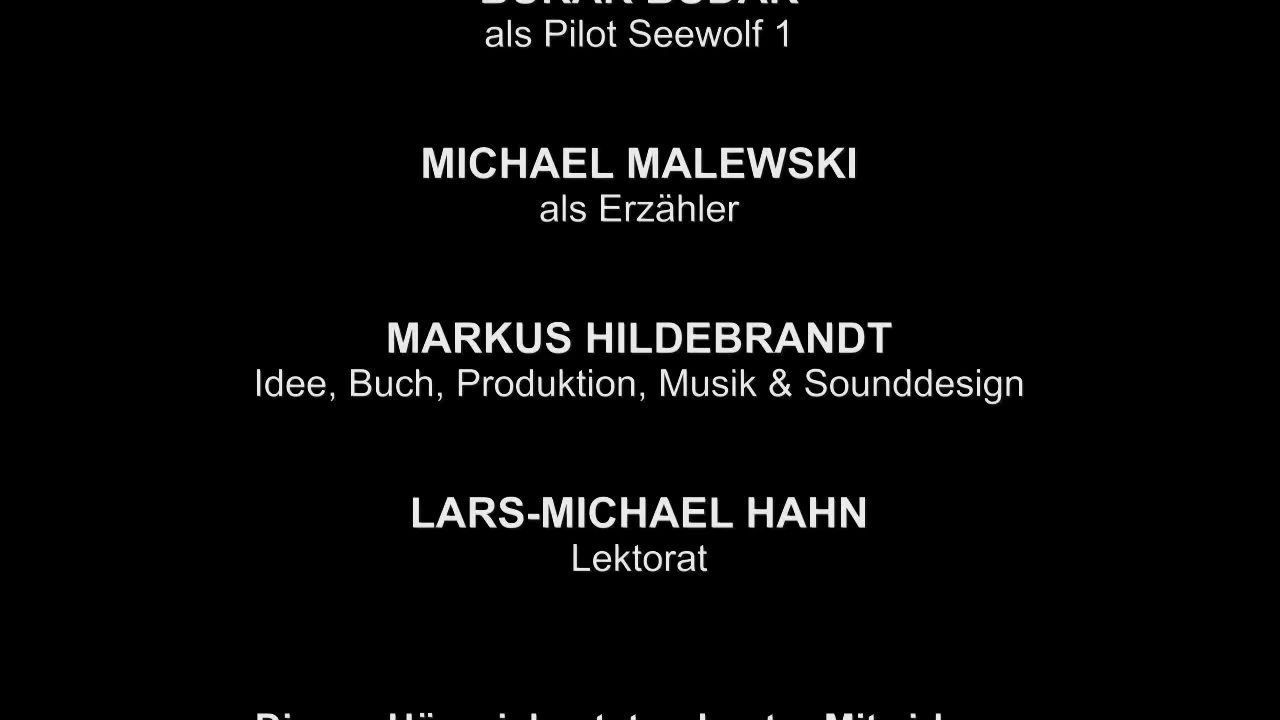 als Pilot Seewolf 1
MICHAEL MALEWSKI
als Erzähler
MARKUS HILDEBRANDT
Idee, Buch, Produktion, Musik & Sounddesign
LARS-MICHAEL HAHN
Lektorat